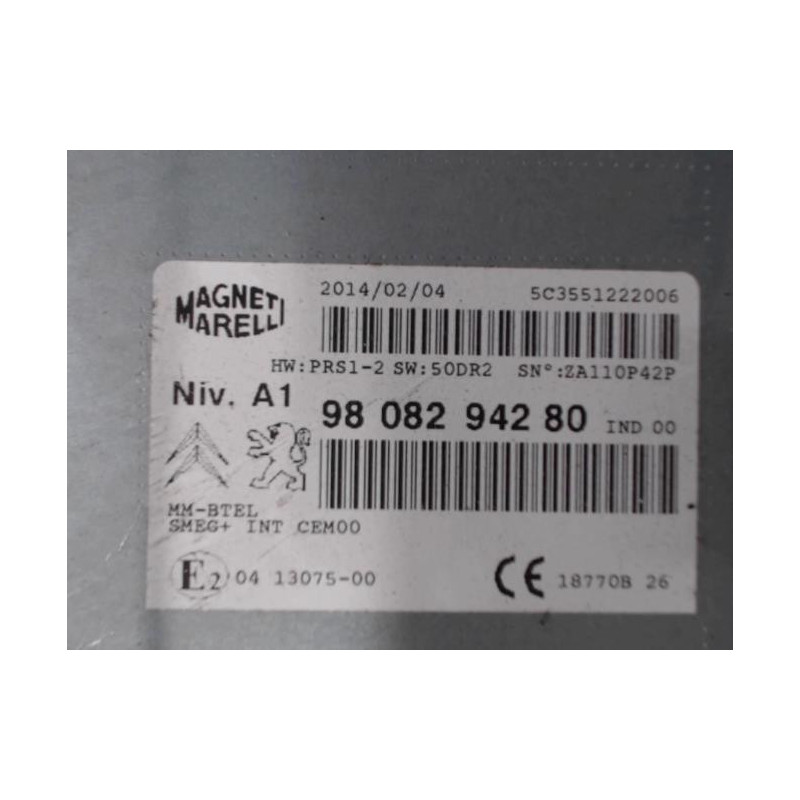 MAGNETI
MARELLI
2014/02/04 5C3551222006
HW:PRS1-2 SW:50DR2 SN°:ZA110P42P
Niv. A1
98 082 942 80 IND 00
MM-BTEL
SMEG+ INT CEM00
E2 04 13075-00 CE 18770B 26